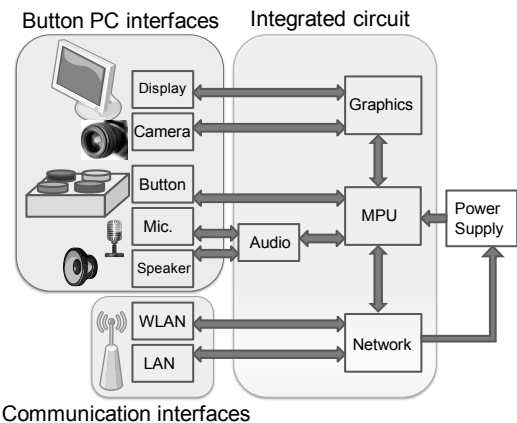 Button PC interfaces
Integrated circuit
Display
Camera
Graphics
Button
Mic.
Speaker
Audio
MPU
Power
Supply
WLAN
LAN
Network
Communication interfaces